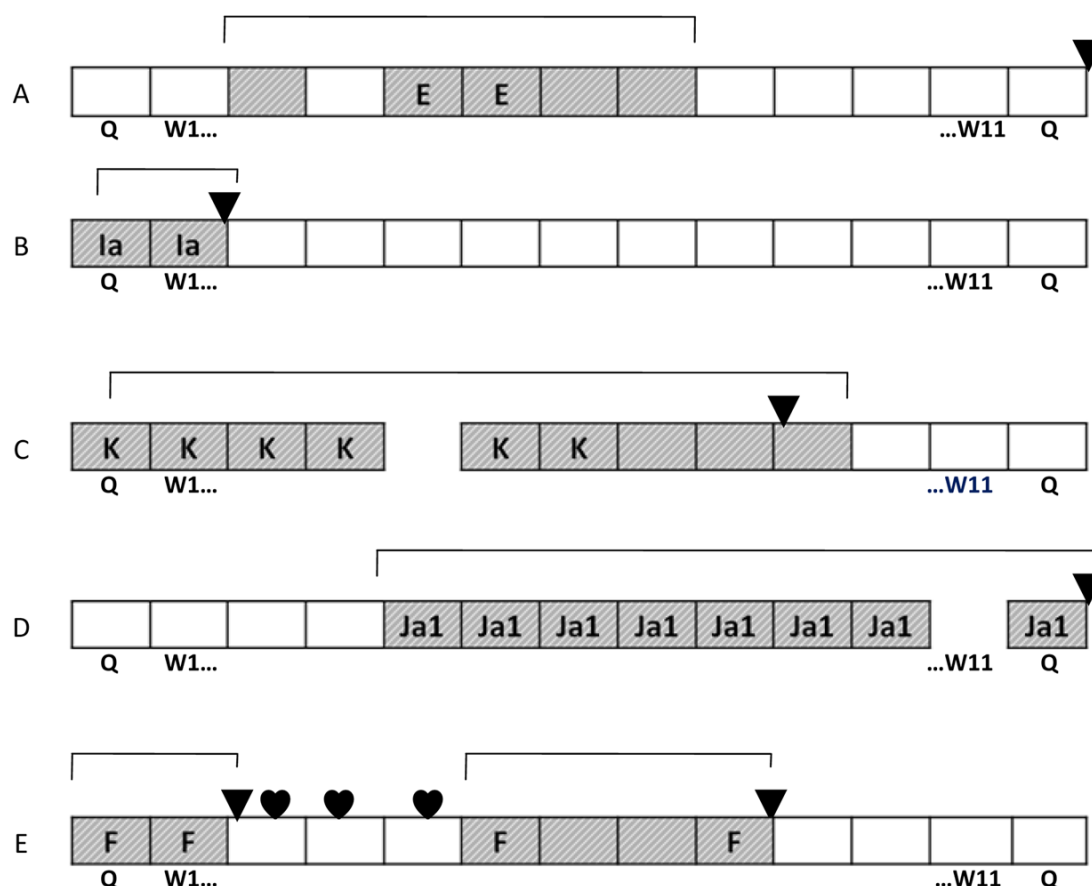 A E E
Q W1... ...W11 Q
B Ia Ia
Q W1... ...W11 Q
C K K K K K K
Q W1... ...W11 Q
D Ja1 Ja1 Ja1 Ja1 Ja1 Ja1 Ja1 Ja1
Q W1... ...W11 Q
E F F F F
Q W1... ...W11 Q